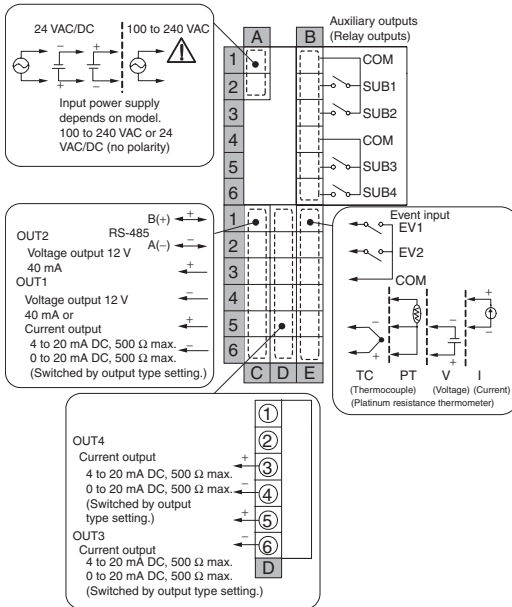 24 VAC/DC
100 to 240 VAC
− +
+ −
Input power supply
depends on model.
100 to 240 VAC or 24
VAC/DC (no polarity)
A
B
1
2
3
4
5
6
Auxiliary outputs
(Relay outputs)
COM
SUB1
SUB2
COM
SUB3
SUB4
1
2
3
4
5
6
C D E
B(+) +
RS-485
A(−) −
OUT2
Voltage output 12 V
40 mA
+
−
OUT1
Voltage output 12 V
40 mA or
Current output
+
4 to 20 mA DC, 500 Ω max.
−
0 to 20 mA DC, 500 Ω max.
(Switched by output type setting.)
Event input
EV1
EV2
COM
− +
− +
+ −
TC PT V I
(Thermocouple) (Voltage) (Current)
(Platinum resistance thermometer)
1
2
3
4
5
6
D
OUT4
Current output
+
4 to 20 mA DC, 500 Ω max.
0 to 20 mA DC, 500 Ω max.
−
(Switched by output
type setting.)
+
OUT3
−
Current output
4 to 20 mA DC, 500 Ω max.
0 to 20 mA DC, 500 Ω max.
(Switched by output type setting.)